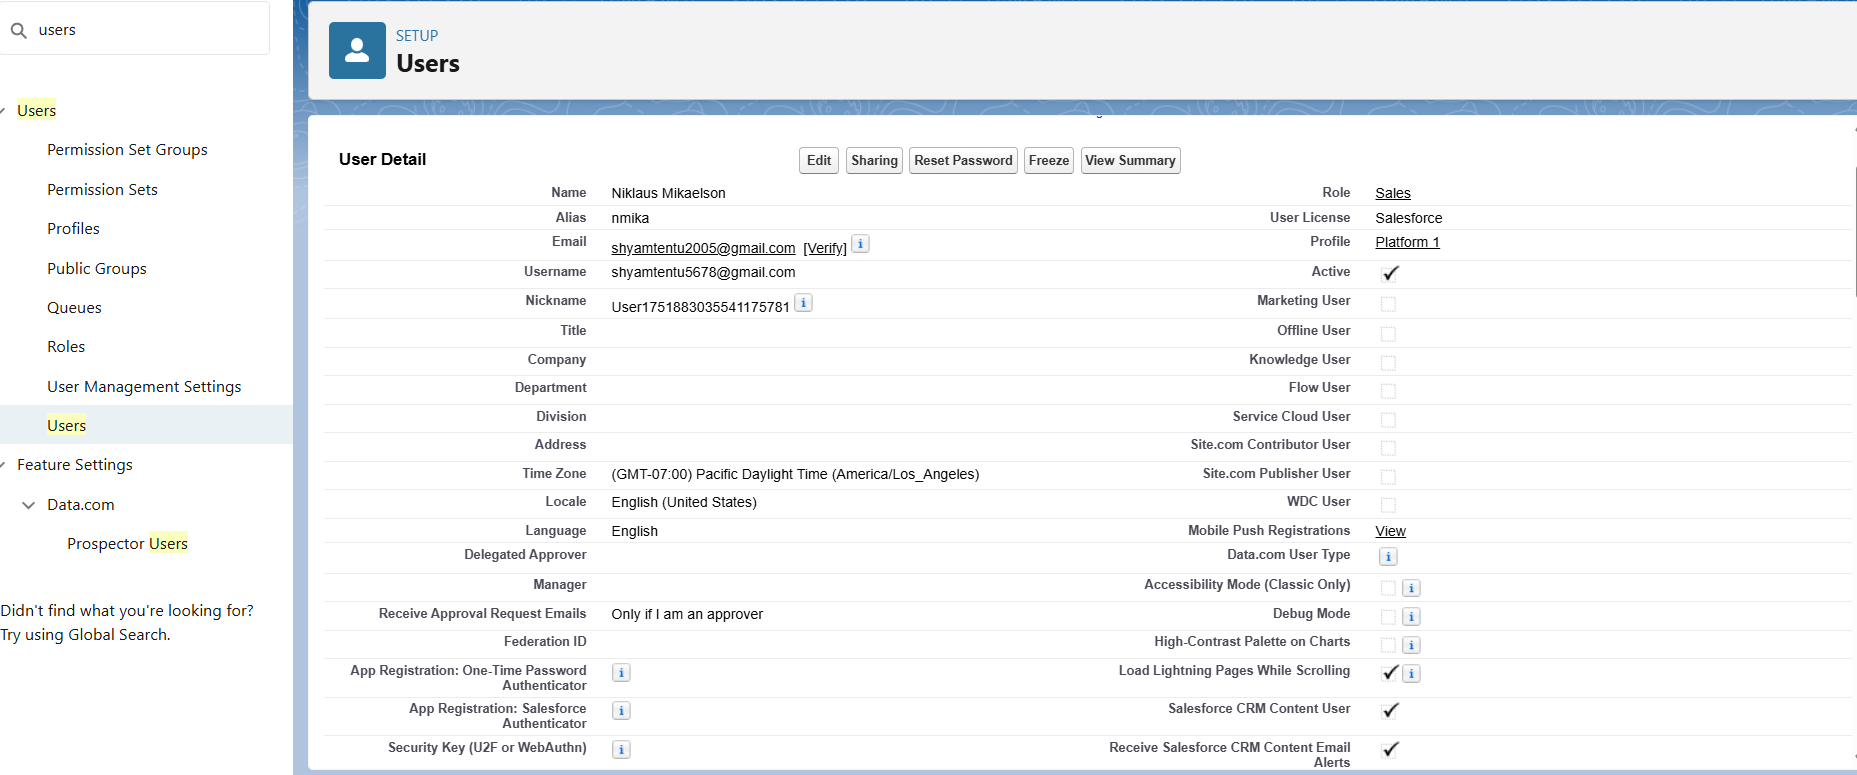 users
Users
Permission Set Groups
Permission Sets
Profiles
Public Groups
Queues
Roles
User Management Settings
Users
Feature Settings
Data.com
Prospector Users
Didn't find what you're looking for?
Try using Global Search.
SETUP
Users
User Detail
Edit Sharing Reset Password Freeze View Summary
Name Niklaus Mikaelson Role Sales
Alias nmika User License Salesforce
Email shyamtentu2005@gmail.com [Verify] i Profile Platform 1
Username shyamtentu5678@gmail.com Active
Nickname User1751883035541175781 i Marketing User
Title Offline User
Company Knowledge User
Department Flow User
Division Service Cloud User
Address Site.com Contributor User
Time Zone (GMT-07:00) Pacific Daylight Time (America/Los_Angeles) Site.com Publisher User
Locale English (United States) WDC User
Language English Mobile Push Registrations View
Delegated Approver Data.com User Type i
Manager Accessibility Mode (Classic Only) i
Receive Approval Request Emails Only if I am an approver Debug Mode i
Federation ID High-Contrast Palette on Charts i
App Registration: One-Time Password Authenticator i Load Lightning Pages While Scrolling i
App Registration: Salesforce Authenticator i Salesforce CRM Content User
Security Key (U2F or WebAuthn) i Receive Salesforce CRM Content Email Alerts